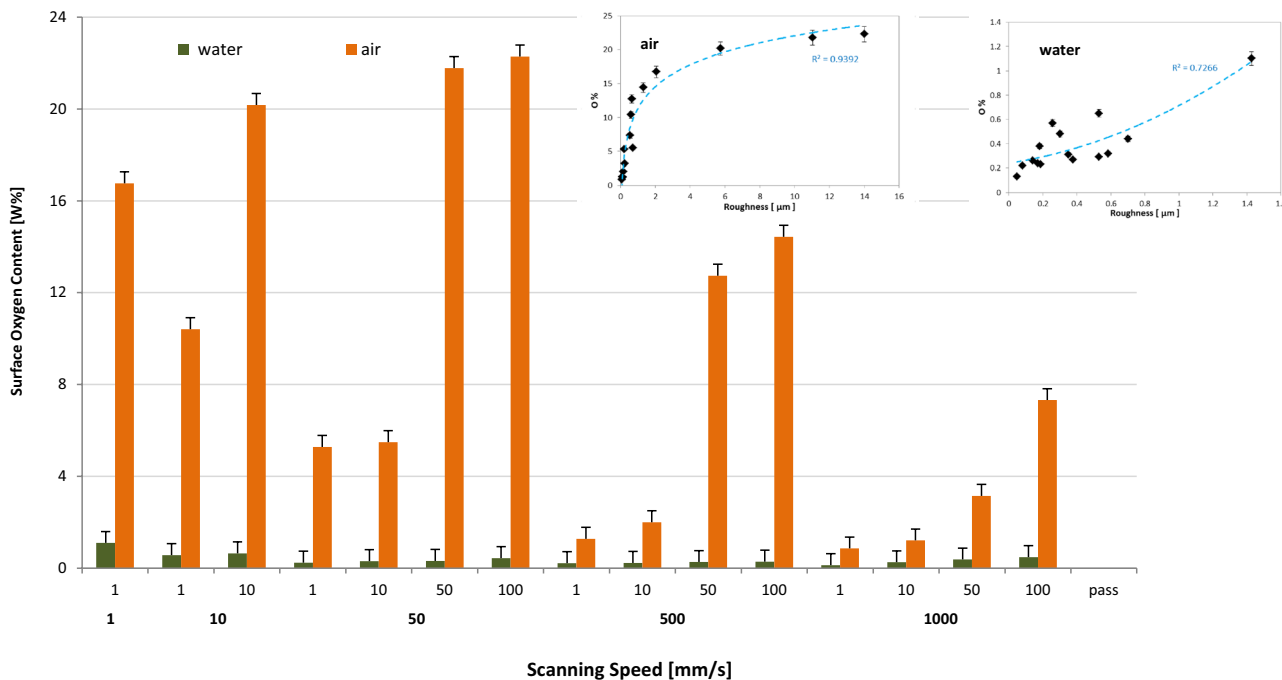 24
20
16
12
8
4
0
Surface Oxygen Content [W%]
water
air
25
20
15
10
5
0
O %
air
R² = 0.9392
0 2 4 6 8 10 12 14 16
Roughness [ µm ]
1.4
1.2
1
0.8
0.6
0.4
0.2
0
O %
water
R² = 0.7266
0 0.2 0.4 0.6 0.8 1 1.2 1.4 1.6
Roughness [ µm ]
1 1 10 1 10 50 100 1 10 50 100 1 10 50 100 pass
1 10 50 500 1000
Scanning Speed [mm/s]